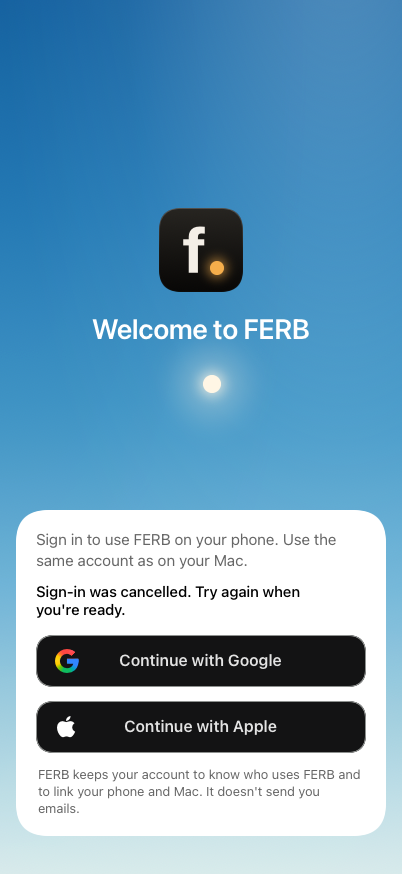 f.
Welcome to FERB
Sign in to use FERB on your phone. Use the
same account as on your Mac.
Sign-in was cancelled. Try again when
you're ready.
Continue with Google
Continue with Apple
FERB keeps your account to know who uses FERB and
to link your phone and Mac. It doesn't send you
emails.